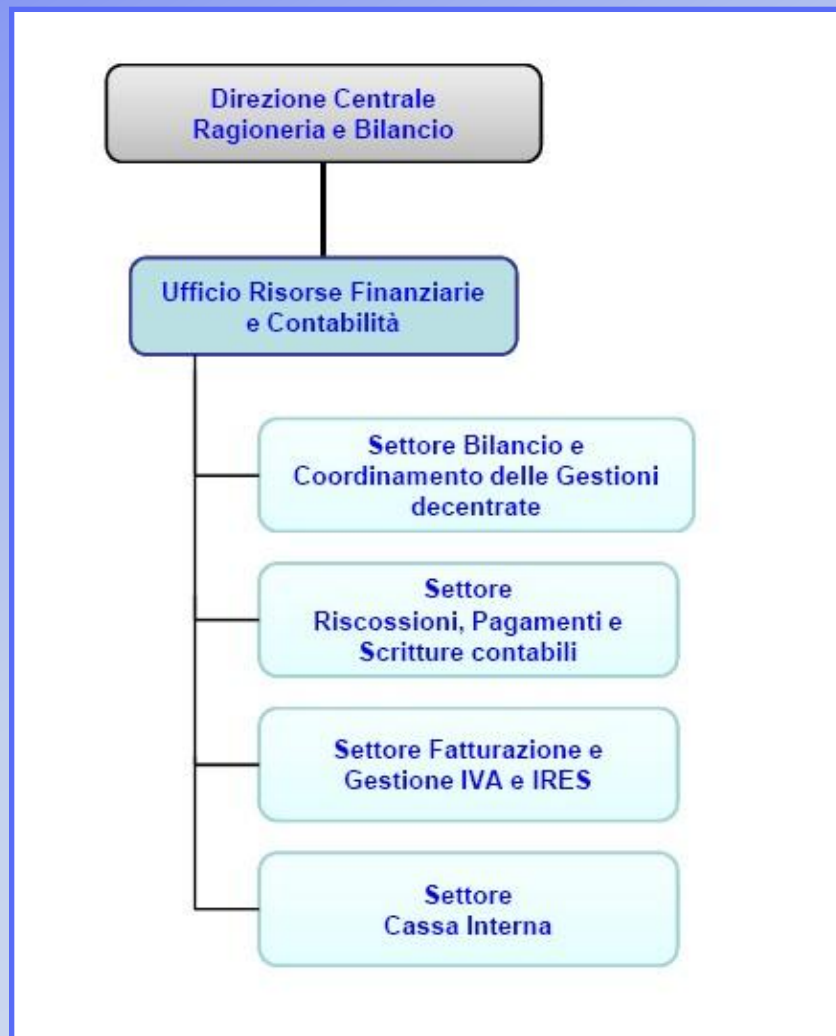 Direzione Centrale
Ragioneria e Bilancio
Ufficio Risorse Finanziarie
e Contabilità
Settore Bilancio e
Coordinamento delle Gestioni
decentrate
Settore
Riscossioni, Pagamenti e
Scritture contabili
Settore Fatturazione e
Gestione IVA e IRES
Settore
Cassa Interna